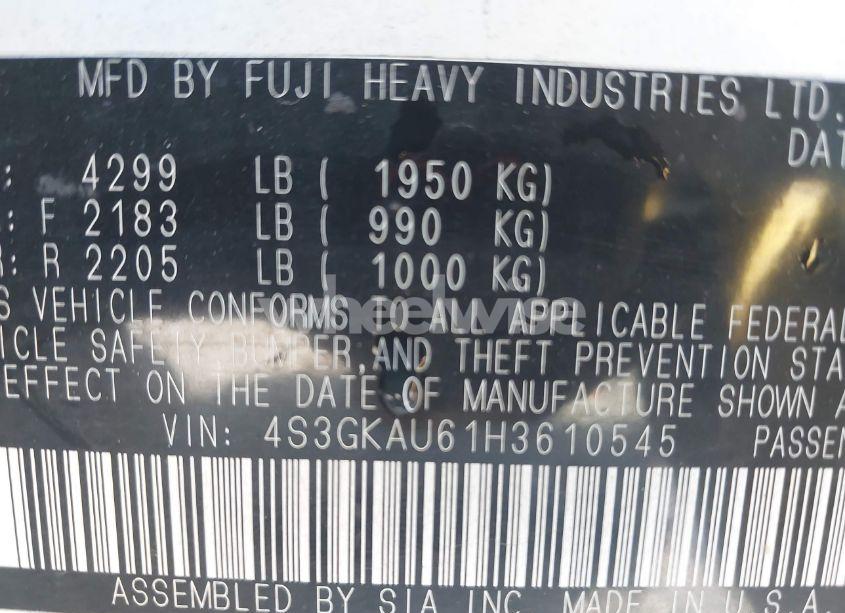 MFD BY FUJI HEAVY INDUSTRIES LTD.
DAT
: 4299 LB ( 1950 KG)
: F 2183 LB ( 990 KG)
R: R 2205 LB ( 1000 KG)
S VEHICLE CONFORMS TO ALL APPLICABLE FEDERAL
ICLE SAFETY BUMPER, AND THEFT PREVENTION STA
EFFECT ON THE DATE OF MANUFACTURE SHOWN A
VIN: 4S3GKAU61H3610545 PASSEN
ASSEMBLED BY SIA INC. MADE IN U.S.A.